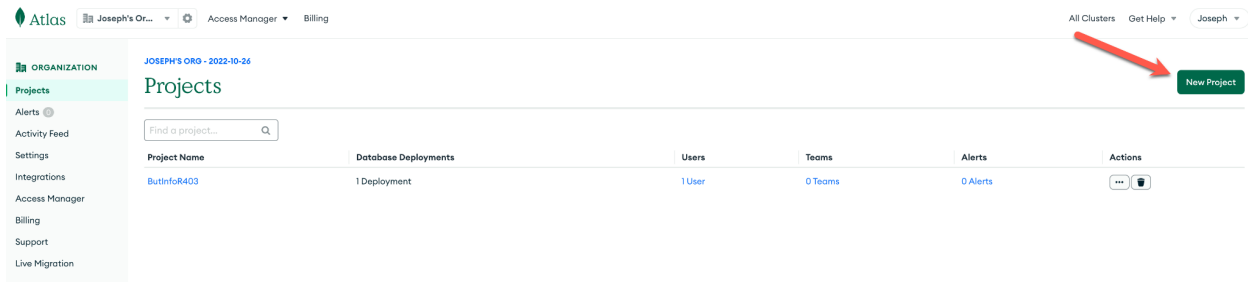 Atlas Joseph's Or... Access Manager Billing All Clusters Get Help Joseph
ORGANIZATION
Projects
Alerts 0
Activity Feed
Settings
Integrations
Access Manager
Billing
Support
Live Migration
JOSEPH'S ORG - 2022-10-26
Projects
New Project
Find a project...
Project Name Database Deployments Users Teams Alerts Actions
ButInfoR403 1 Deployment 1 User 0 Teams 0 Alerts ...